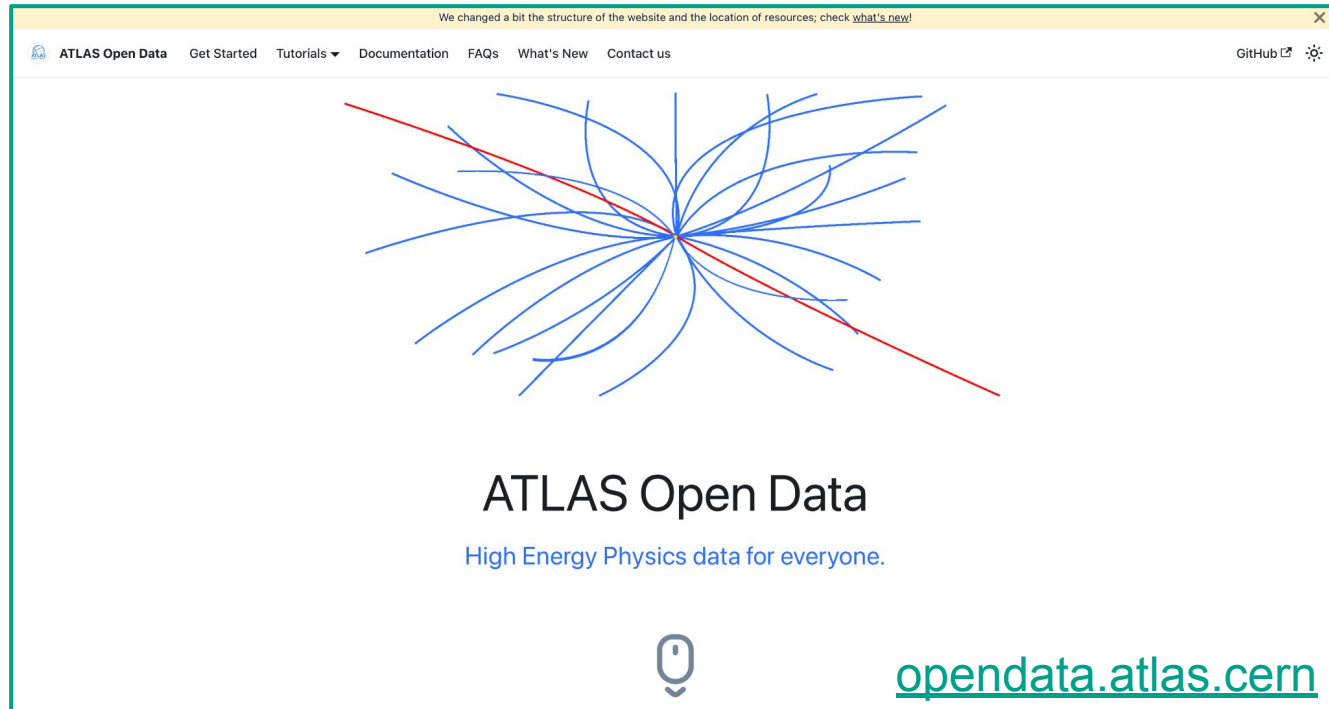 We changed a bit the structure of the website and the location of resources; check what's new!
ATLAS Open Data Get Started Tutorials Documentation FAQs What's New Contact us GitHub
ATLAS Open Data
High Energy Physics data for everyone.
opendata.atlas.cern